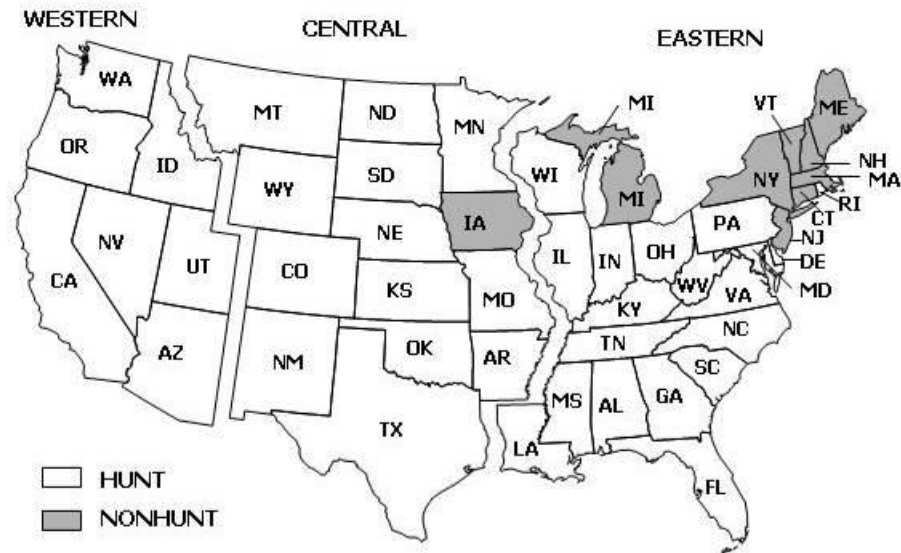 WESTERN
CENTRAL
EASTERN
WA
MT
ND
MN
MI
VT
ME
OR
ID
SD
WI
NH
MA
WY
IA
MI
NY
RI
CT
NV
NE
PA
NJ
CA
UT
CO
IL
IN
OH
DE
KS
MO
WV
VA
MD
KY
AZ
NM
OK
AR
TN
NC
SC
MS
AL
GA
TX
LA
FL
HUNT
NONHUNT